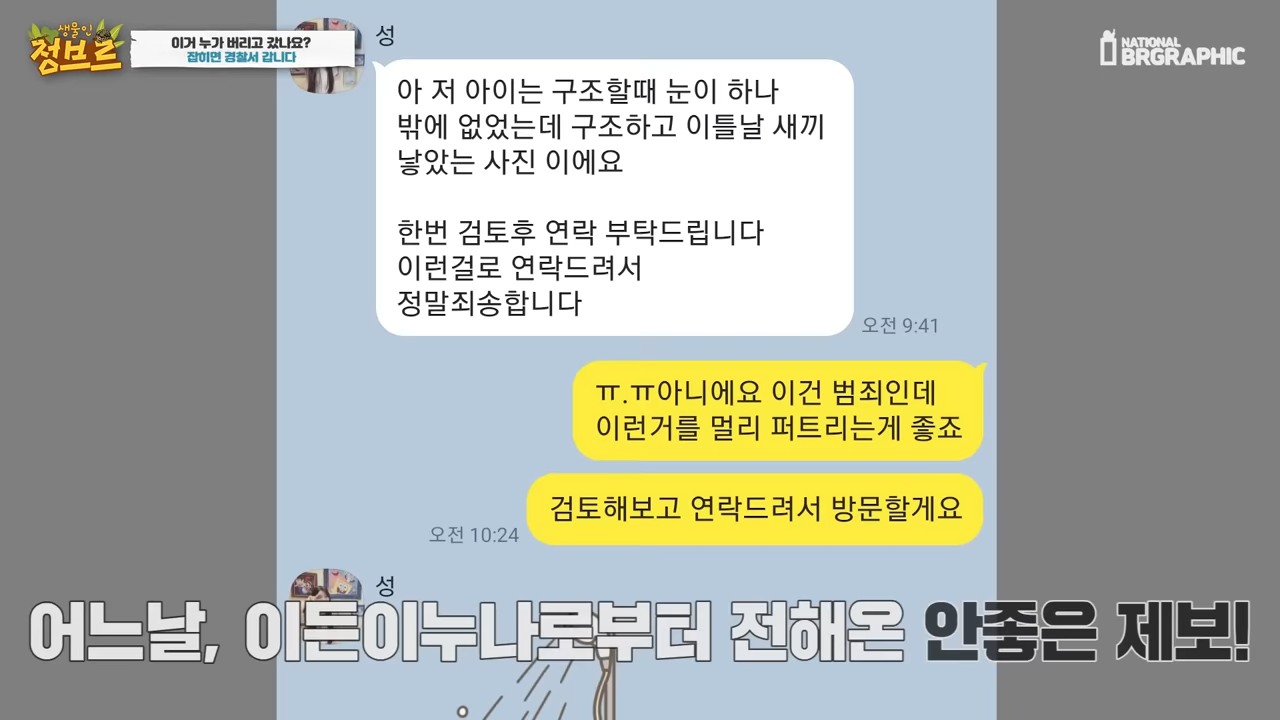 생물인
정브르
이거 누가 버리고 갔나요?
잡히면 경찰서 갑니다
NATIONAL
BRGRAPHIC
성
아 저 아이는 구조할때 눈이 하나
밖에 없었는데 구조하고 이틀날 새끼
낳았는 사진 이에요
한번 검토후 연락 부탁드립니다
이런걸로 연락드려서
정말죄송합니다
오전 9:41
ㅠ.ㅠ아니에요 이건 범죄인데
이런거를 멀리 퍼트리는게 좋죠
검토해보고 연락드려서 방문할게요
오전 10:24
성
어느날, 이든이누나로부터 전해온 안좋은 제보!